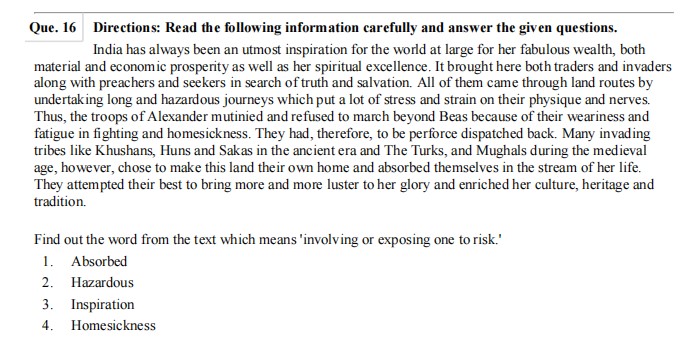 Que. 16 Directions: Read the following information carefully and answer the given questions.
India has always been an utmost inspiration for the world at large for her fabulous wealth, both
material and economic prosperity as well as her spiritual excellence. It brought here both traders and invaders
along with preachers and seekers in search of truth and salvation. All of them came through land routes by
undertaking long and hazardous journeys which put a lot of stress and strain on their physique and nerves.
Thus, the troops of Alexander mutinied and refused to march beyond Beas because of their weariness and
fatigue in fighting and homesickness. They had, therefore, to be perforce dispatched back. Many invading
tribes like Khushans, Huns and Sakas in the ancient era and The Turks, and Mughals during the medieval
age, however, chose to make this land their own home and absorbed themselves in the stream of her life.
They attempted their best to bring more and more luster to her glory and enriched her culture, heritage and
tradition.
Find out the word from the text which means 'involving or exposing one to risk.'
1. Absorbed
2. Hazardous
3. Inspiration
4. Homesickness